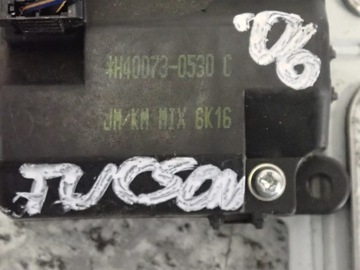 4H40073-0530 C
'06
JM/KM MIX 6K16
TUCSON